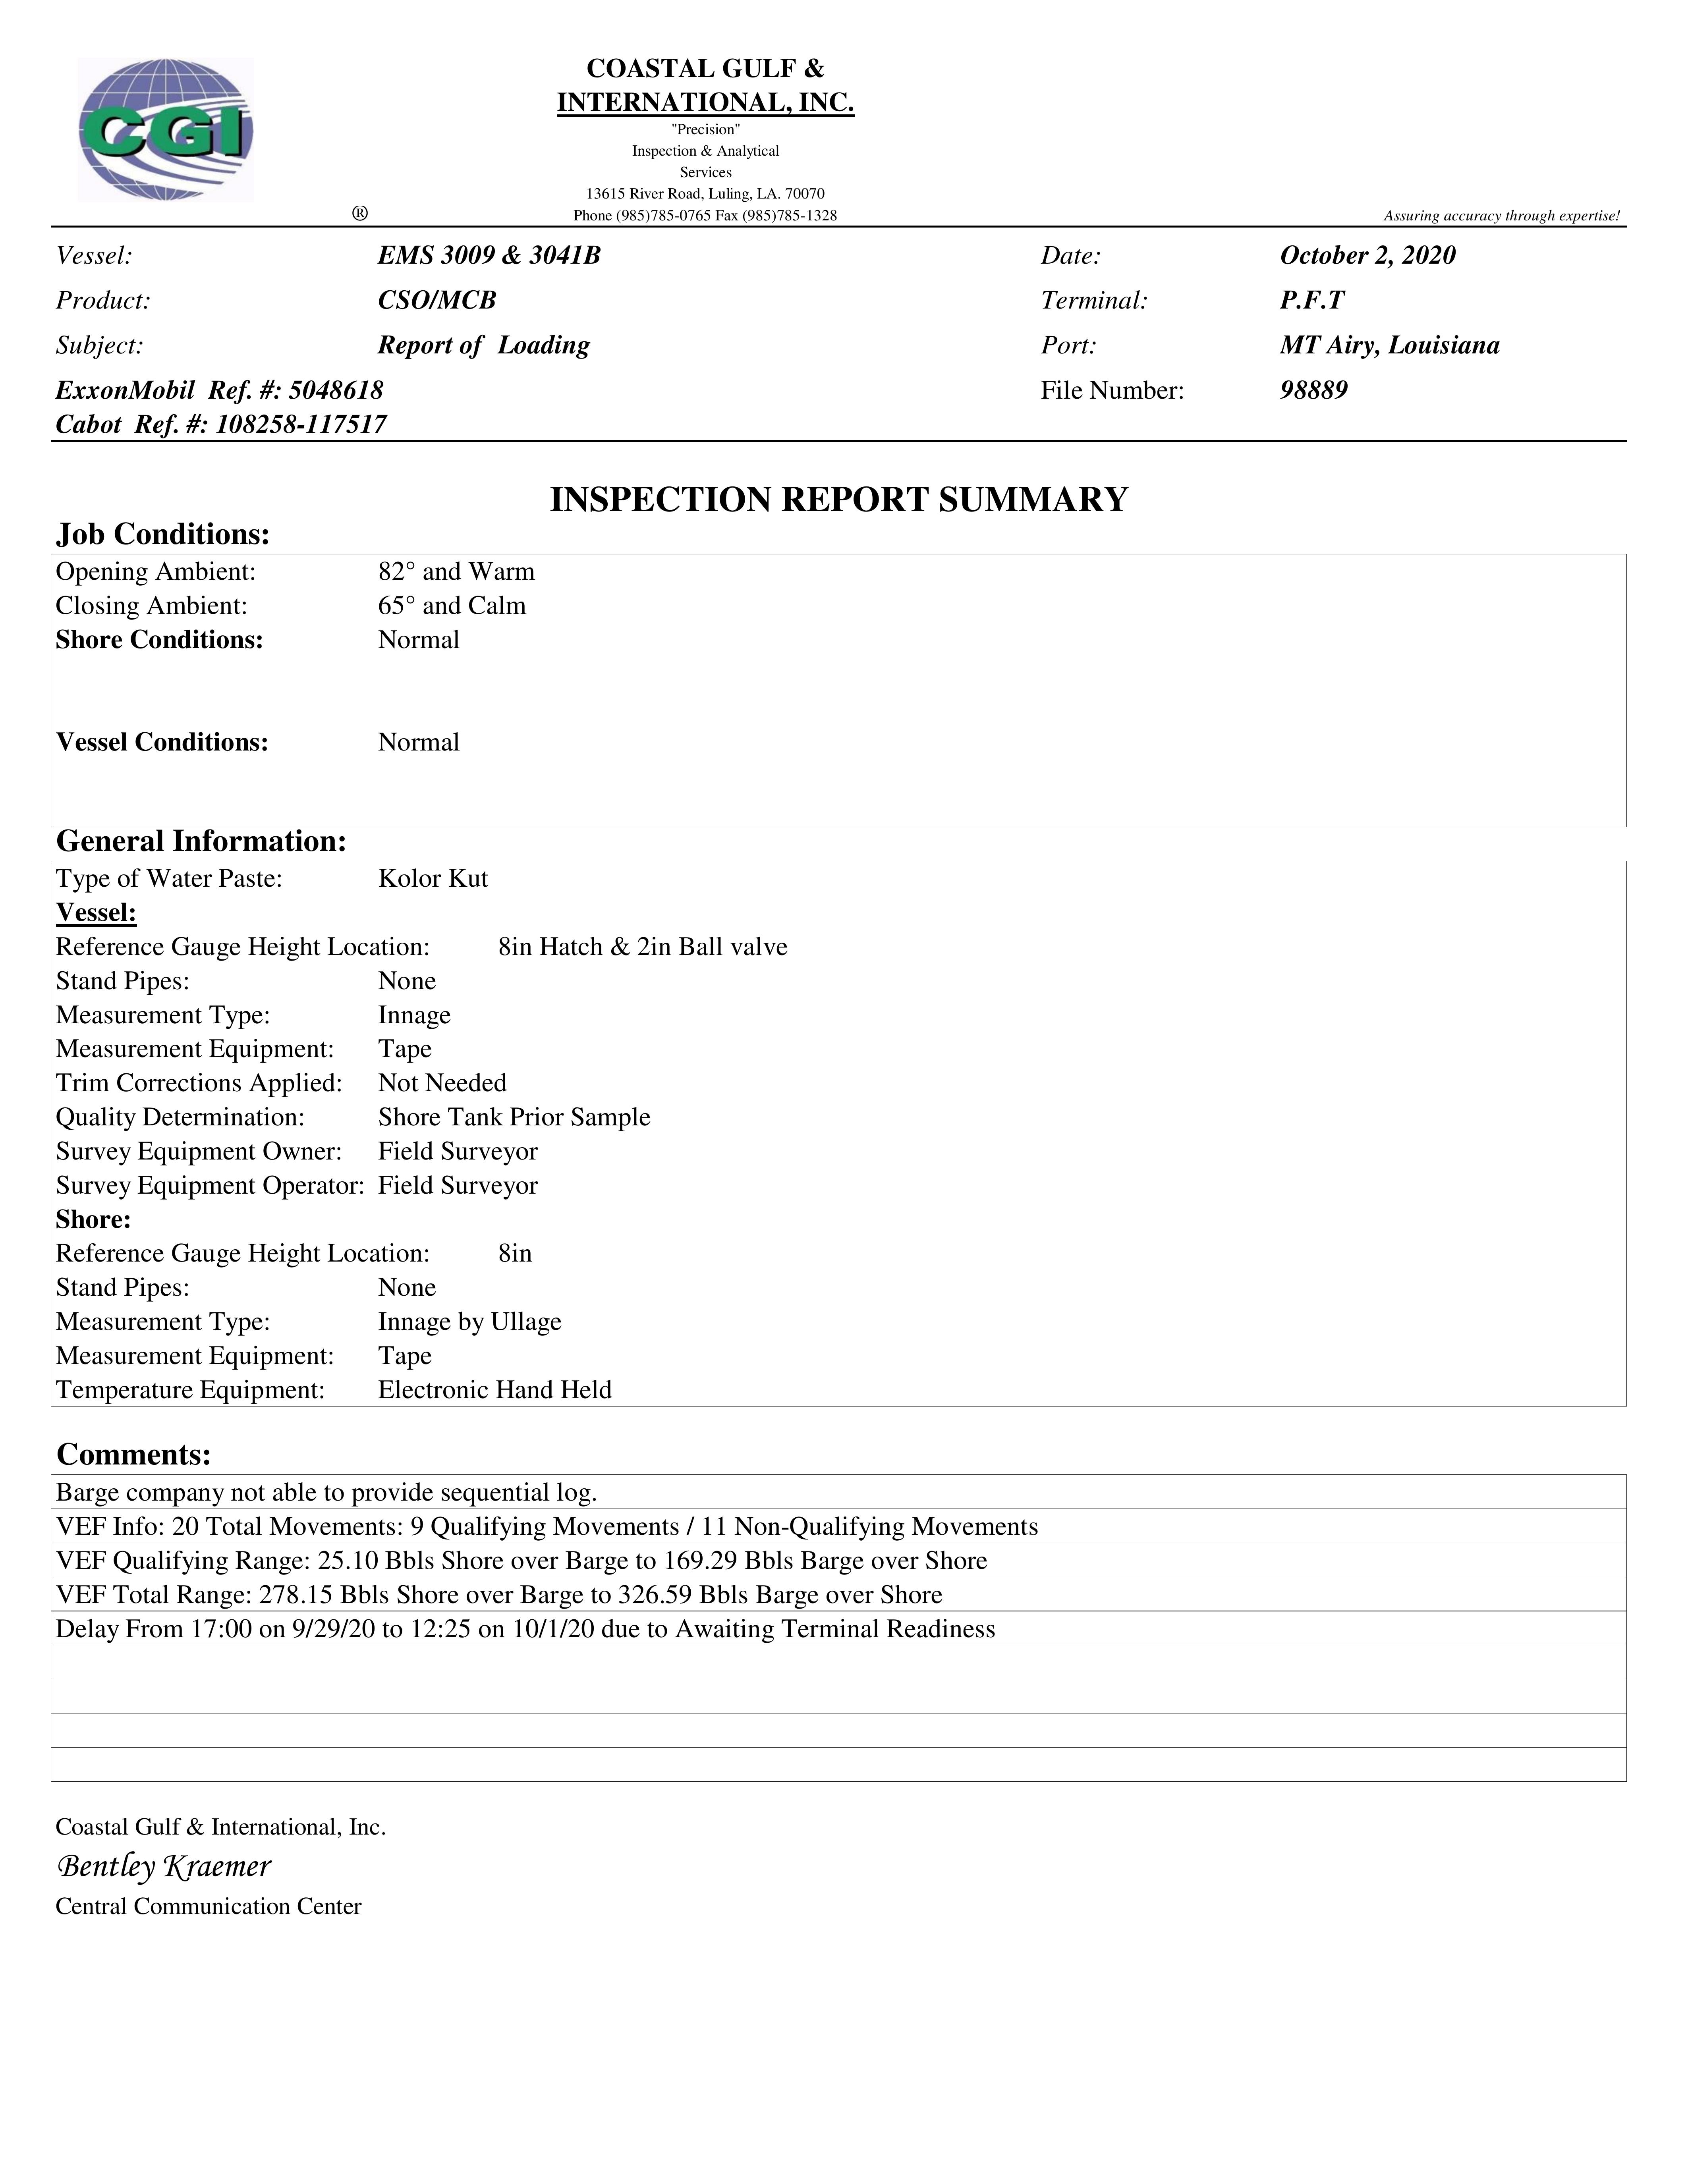 CGI
®
COASTAL GULF &
INTERNATIONAL, INC.
"Precision"
Inspection & Analytical
Services
13615 River Road, Luling, LA. 70070
Phone (985)785-0765 Fax (985)785-1328
Assuring accuracy through expertise!
Vessel: EMS 3009 & 3041B Date: October 2, 2020
Product: CSO/MCB Terminal: P.F.T
Subject: Report of Loading Port: MT Airy, Louisiana
ExxonMobil Ref. #: 5048618 File Number: 98889
Cabot Ref. #: 108258-117517
INSPECTION REPORT SUMMARY
Job Conditions:
Opening Ambient: 82° and Warm
Closing Ambient: 65° and Calm
Shore Conditions: Normal
Vessel Conditions: Normal
General Information:
Type of Water Paste: Kolor Kut
Vessel:
Reference Gauge Height Location: 8in Hatch & 2in Ball valve
Stand Pipes: None
Measurement Type: Innage
Measurement Equipment: Tape
Trim Corrections Applied: Not Needed
Quality Determination: Shore Tank Prior Sample
Survey Equipment Owner: Field Surveyor
Survey Equipment Operator: Field Surveyor
Shore:
Reference Gauge Height Location: 8in
Stand Pipes: None
Measurement Type: Innage by Ullage
Measurement Equipment: Tape
Temperature Equipment: Electronic Hand Held
Comments:
Barge company not able to provide sequential log.
VEF Info: 20 Total Movements: 9 Qualifying Movements / 11 Non-Qualifying Movements
VEF Qualifying Range: 25.10 Bbls Shore over Barge to 169.29 Bbls Barge over Shore
VEF Total Range: 278.15 Bbls Shore over Barge to 326.59 Bbls Barge over Shore
Delay From 17:00 on 9/29/20 to 12:25 on 10/1/20 due to Awaiting Terminal Readiness
Coastal Gulf & International, Inc.
Bentley Kraemer
Central Communication Center